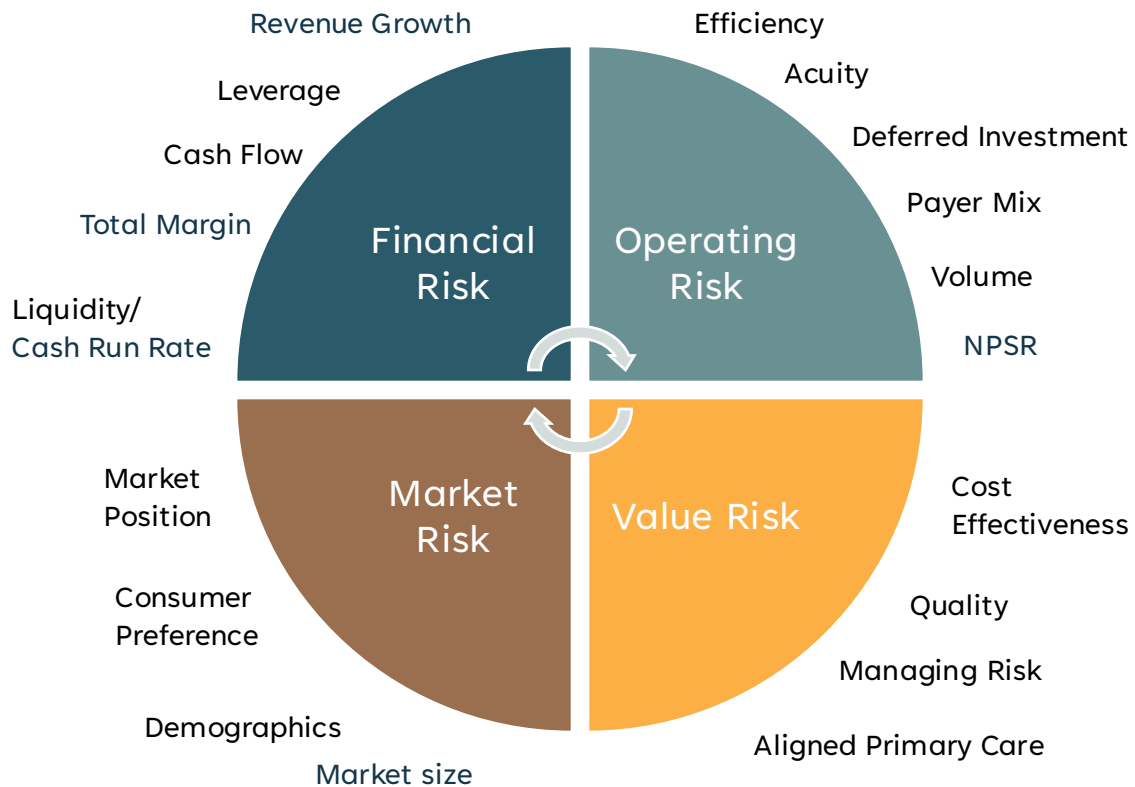 Revenue Growth
Leverage
Cash Flow
Total Margin
Liquidity/
Cash Run Rate
Financial
Risk
Efficiency
Acuity
Deferred Investment
Payer Mix
Volume
NPSR
Operating
Risk
Market
Position
Consumer
Preference
Demographics
Market size
Market
Risk
Value Risk
Cost
Effectiveness
Quality
Managing Risk
Aligned Primary Care